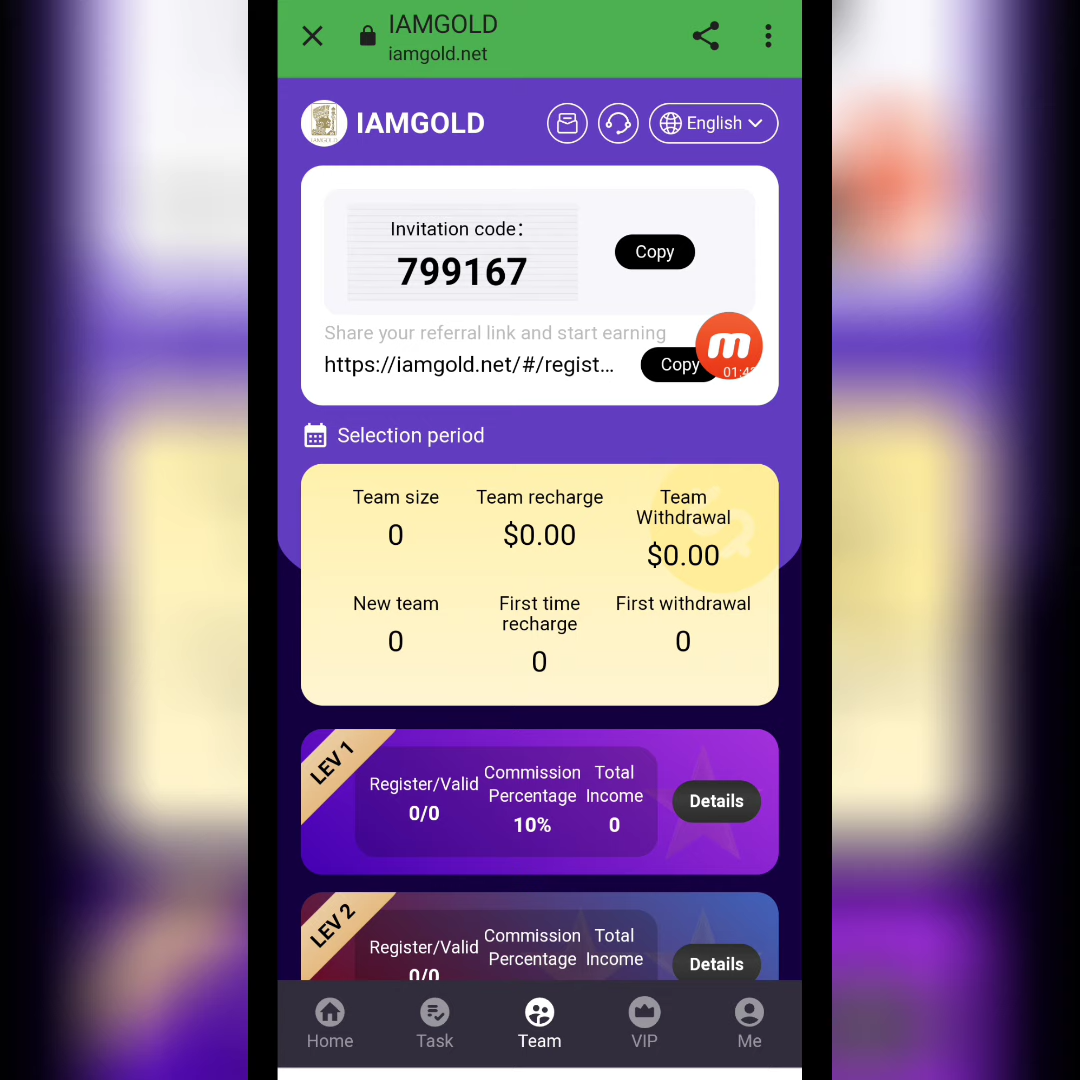 IAMGOLD
iamgold.net
IAMGOLD
English
Invitation code：
799167
Copy
Share your referral link and start earning
https://iamgold.net/#/regist...
Copy
Selection period
Team size
0
Team recharge
$0.00
Team
Withdrawal
$0.00
New team
0
First time
recharge
0
First withdrawal
0
LEV 1
Register/Valid
0/0
Commission
Percentage
10%
Total
Income
0
Details
LEV 2
Register/Valid
0/0
Commission
Percentage
Total
Income
Details
Home
Task
Team
VIP
Me